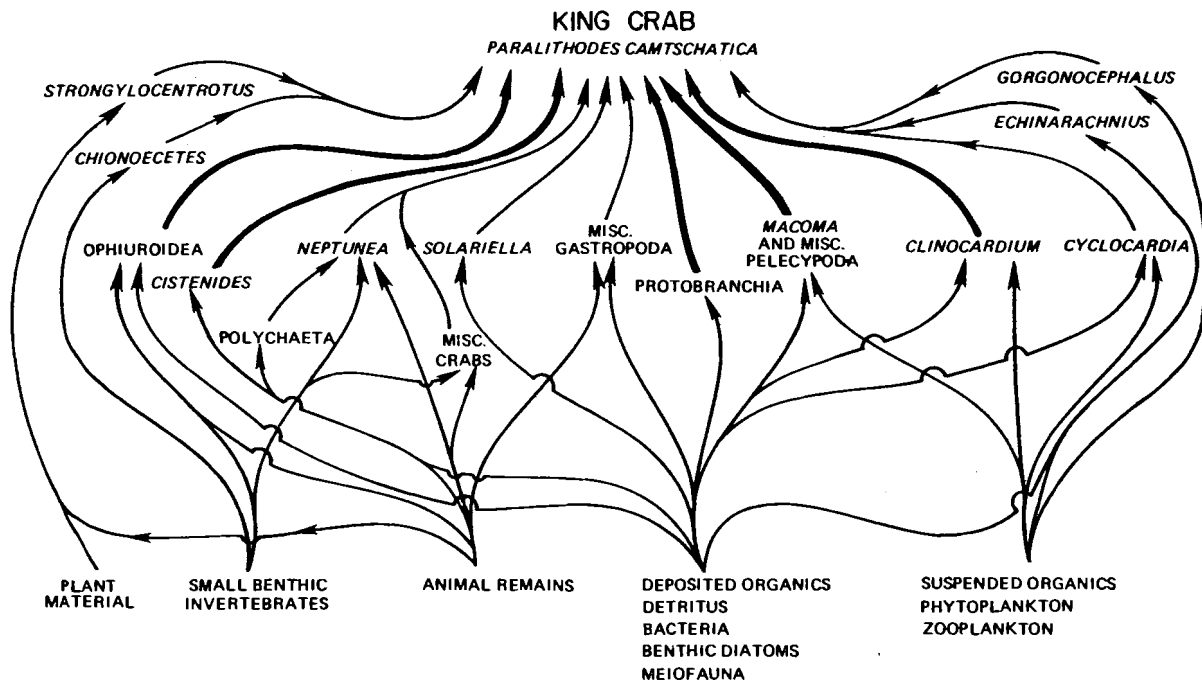 KING CRAB
PARALITHODES CAMTSCHATICA
STRONGYLOCENTROTUS
GORGONOCEPHALUS
ECHINARACHNIUS
CHIONOECETES
OPHIUROIDEA
NEPTUNEA
SOLARIELLA
MISC.
GASTROPODA
MACOMA
AND MISC.
PELECYPODA
CLINOCARDIUM
CYCLOCARDIA
CISTENIDES
PROTOBRANCHIA
POLYCHAETA
MISC.
CRABS
PLANT
MATERIAL
SMALL BENTHIC
INVERTEBRATES
ANIMAL REMAINS
DEPOSITED ORGANICS
DETRITUS
BACTERIA
BENTHIC DIATOMS
MEIOFAUNA
SUSPENDED ORGANICS
PHYTOPLANKTON
ZOOPLANKTON